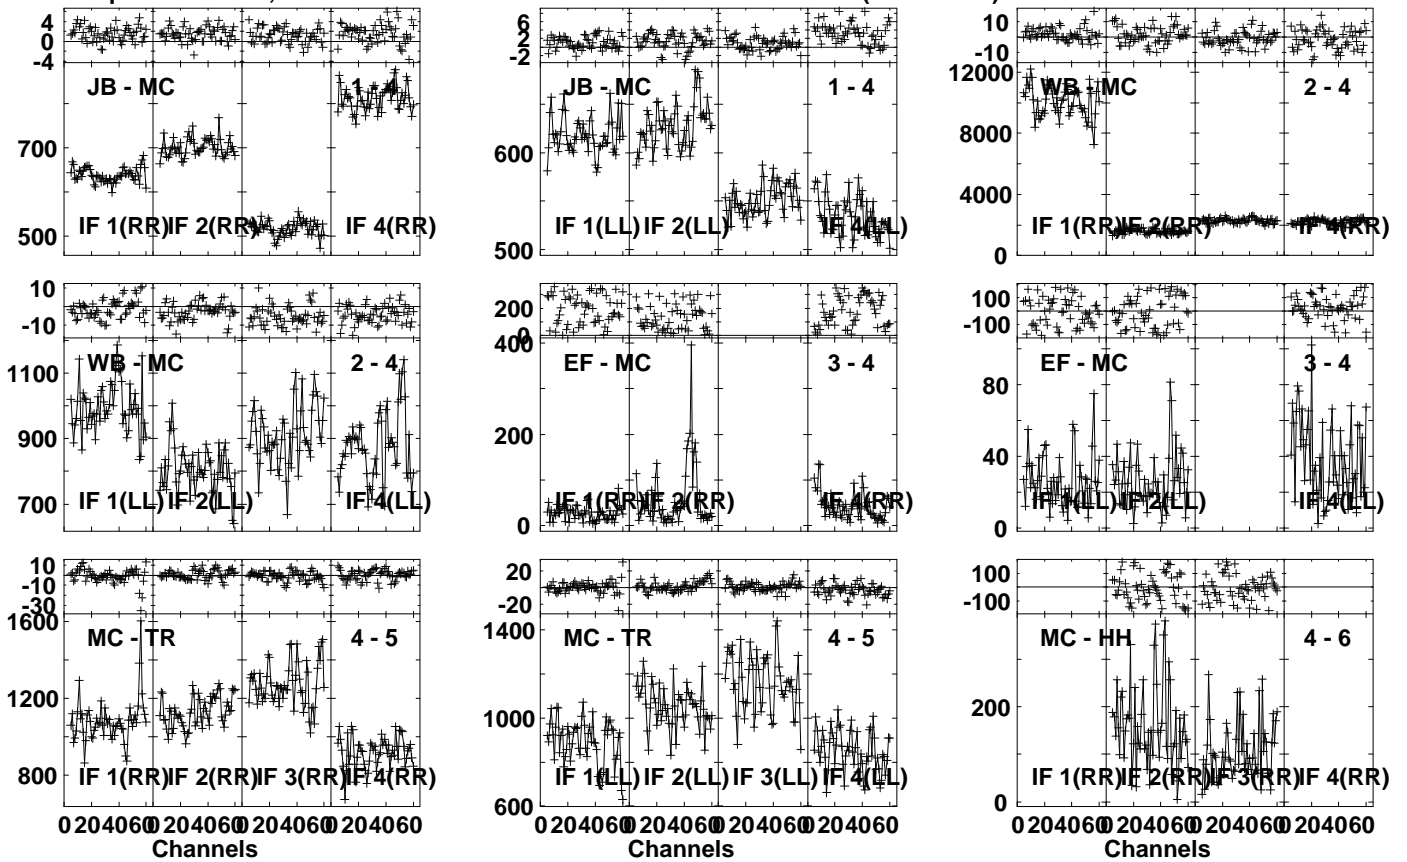 4
0
-4
JB - MC
1 - 4
700
500
IF 1(RR)
IF 2(RR)
IF 4(RR)
6
2
-2
JB - MC
1 - 4
600
500
IF 1(LL)
IF 2(LL)
IF 4(LL)
10
-10
WB - MC
2 - 4
12000
8000
4000
0
IF 1(RR)
IF 2(RR)
IF 4(RR)
10
-10
WB - MC
2 - 4
1100
900
700
IF 1(LL)
IF 2(LL)
IF 4(LL)
200
0
EF - MC
3 - 4
400
200
0
IF 1(RR)
IF 2(RR)
IF 4(RR)
100
-100
EF - MC
3 - 4
80
40
0
IF 1(LL)
IF 2(LL)
IF 4(LL)
10
-10
-30
MC - TR
4 - 5
1600
1200
800
IF 1(RR)
IF 2(RR)
IF 3(RR)
IF 4(RR)
0 20 40 60 0 20 40 60 0 20 40 60 0 20 40 60
Channels
20
-20
MC - TR
4 - 5
1400
1000
600
IF 1(LL)
IF 2(LL)
IF 3(LL)
IF 4(LL)
0 20 40 60 0 20 40 60 0 20 40 60 0 20 40 60
100
-100
MC - HH
4 - 6
200
0
IF 1(RR)
IF 2(RR)
IF 3(RR)
IF 4(RR)
0 20 40 60 0 20 40 60 0 20 40 60 0 20 40 60
Channels